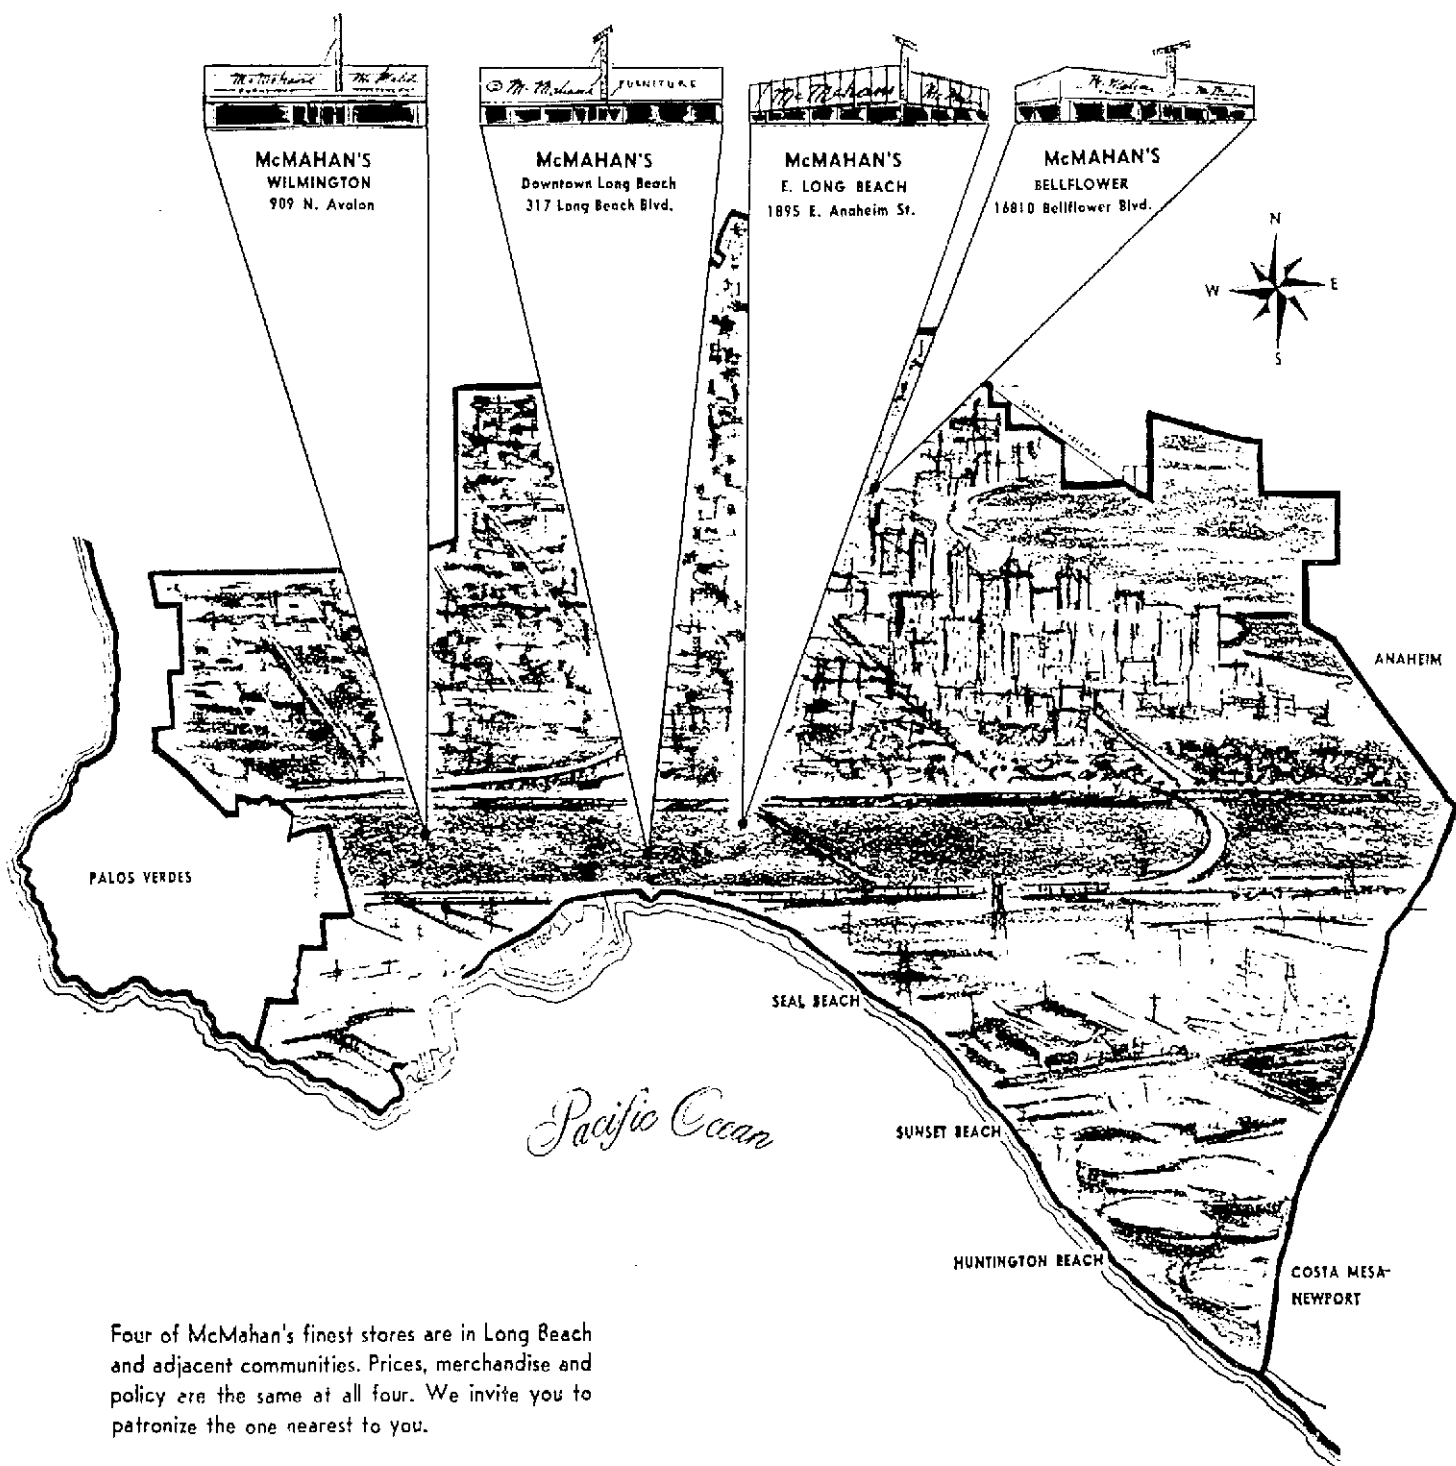 McMahans
McMahans
FURNITURE
McMahans
McMAHAN'S
WILMINGTON
909 N. Avalon
McMAHAN'S
Downtown Long Beach
317 Long Beach Blvd.
McMAHAN'S
E. LONG BEACH
1895 E. Anaheim St.
McMAHAN'S
BELLFLOWER
16810 Bellflower Blvd.
N
W
E
S
ANAHEIM
PALOS VERDES
SEAL BEACH
Pacific Ocean
SUNSET BEACH
HUNTINGTON BEACH
COSTA MESA-
NEWPORT
Four of McMahan's finest stores are in Long Beach
and adjacent communities. Prices, merchandise and
policy are the same at all four. We invite you to
patronize the one nearest to you.